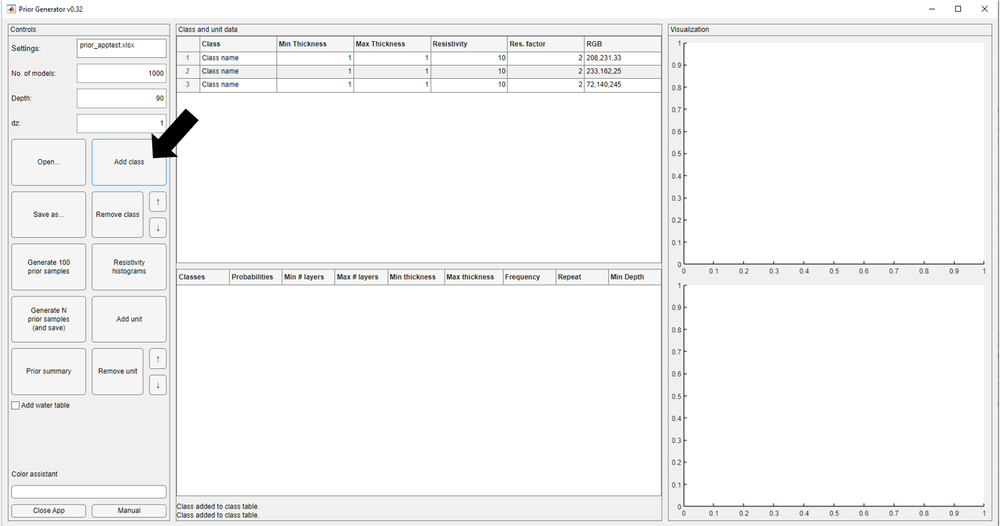 Prior Generator v0.32
Controls
Settings:
prior_apptest.xlsx
No. of models:
1000
Depth:
90
dz:
1
Open...
Add class
Save as...
Remove class
↑
↓
Generate 100
prior samples
Resistivity
histograms
Generate N
prior samples
(and save)
Add unit
Prior summary
Remove unit
↑
↓
Add water table
Color assistant
Close App
Manual
Class and unit data
Class Min Thickness Max Thickness Resistivity Res. factor RGB
1 Class name 1 1 10 2 208,231,33
2 Class name 1 1 10 2 233,162,25
3 Class name 1 1 10 2 72,140,245
Classes Probabilities Min # layers Max # layers Min thickness Max thickness Frequency Repeat Min Depth
Class added to class table.
Class added to class table.
Visualization
1
0.9
0.8
0.7
0.6
0.5
0.4
0.3
0.2
0.1
0
0 0.1 0.2 0.3 0.4 0.5 0.6 0.7 0.8 0.9 1
1
0.9
0.8
0.7
0.6
0.5
0.4
0.3
0.2
0.1
0
0 0.1 0.2 0.3 0.4 0.5 0.6 0.7 0.8 0.9 1